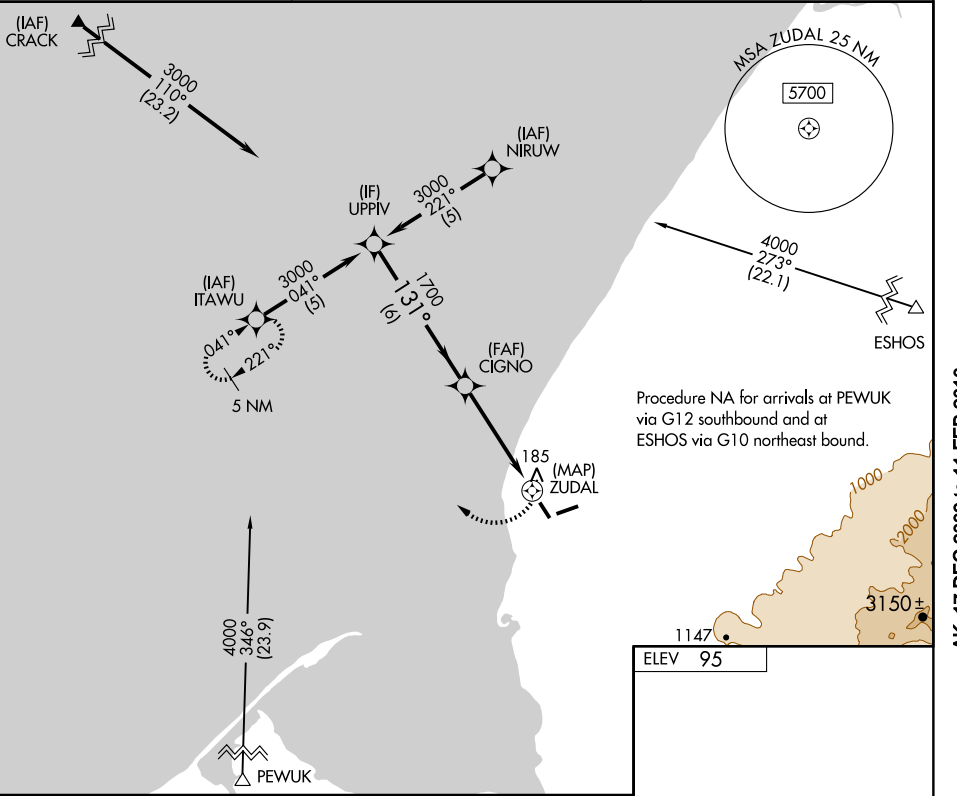 (IAF)
CRACK
3000
110°
(23.2)
MSA ZUDAL 25 NM
5700
(IAF)
NIRUW
3000
221°
(5)
(IF)
UPPIV
(IAF)
ITAWU
3000
041°
(5)
1700
131°
(6)
4000
273°
(22.1)
ESHOS
041°
221°
5 NM
(FAF)
CIGNO
Procedure NA for arrivals at PEWUK
via G12 southbound and at
ESHOS via G10 northeast bound.
185
(MAP)
ZUDAL
1000
2000
3150±
1147
4000
346°
(23.9)
ELEV 95
PEWUK